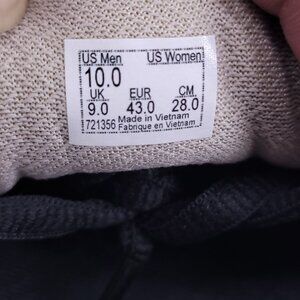 US Men US Women
10.0
UK EUR CM
9.0 43.0 28.0
721356 Made in Vietnam
Fabriqué en Vietnam